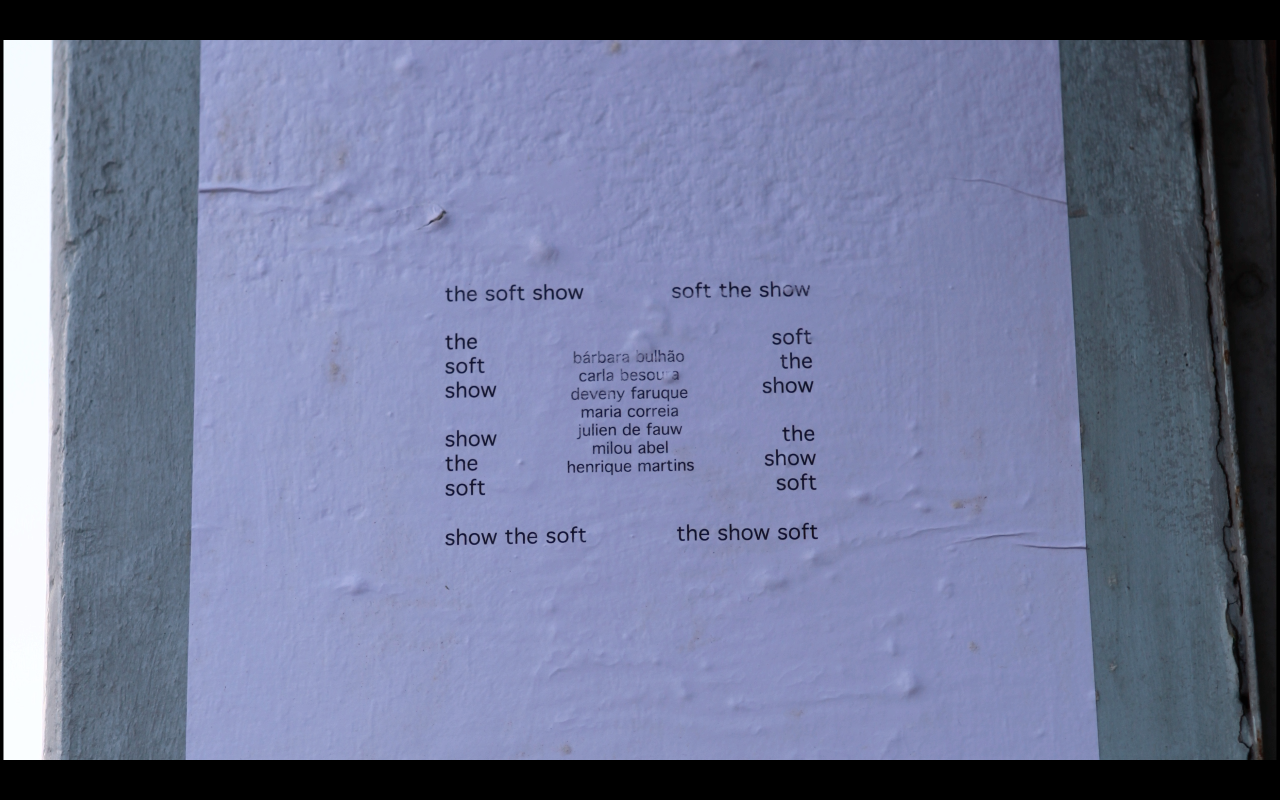 the soft show
soft the show
the
soft
show
show
the
soft
bárbara bulhão
carla
deveny faruque
maria correia
julien de fauw
milou abel
henrique martins
soft
the
show
the
show
soft
show the soft
the show soft